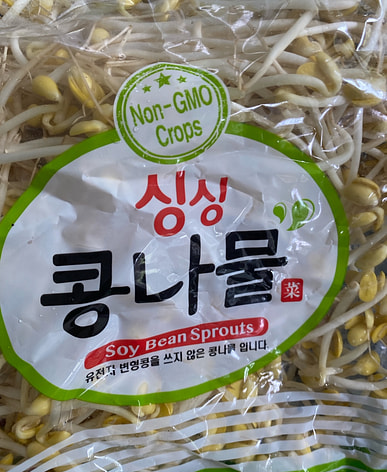 Non-GMO
Crops
싱싱
콩나물
菜
Soy Bean Sprouts
유전자 변형콩을 쓰지 않은 콩나물 입니다.